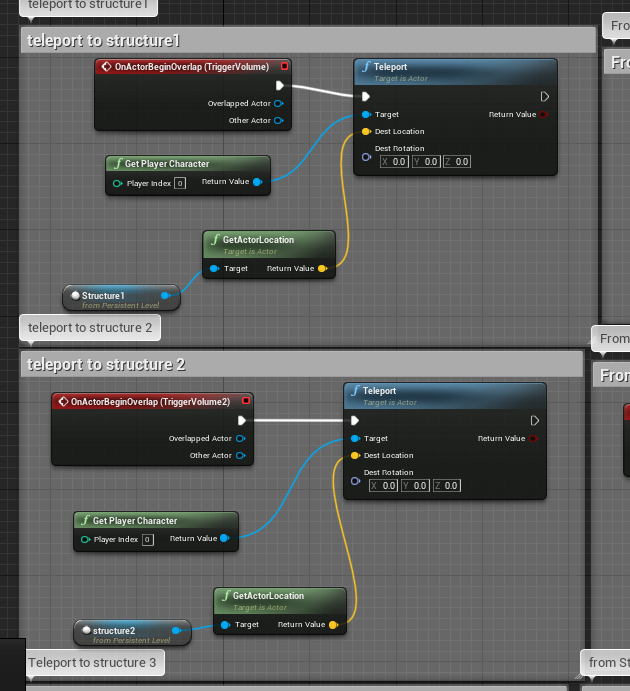 teleport to structure1
Fro
teleport to structure1
Fro
OnActorBeginOverlap (TriggerVolume)
Overlapped Actor
Other Actor
f Teleport
Target is Actor
Target
Return Value
Dest Location
Dest Rotation
X 0.0 Y 0.0 Z 0.0
f Get Player Character
Player Index 0
Return Value
f GetActorLocation
Target is Actor
Target
Return Value
Structure1
from Persistent Level
teleport to structure 2
From
teleport to structure 2
From
OnActorBeginOverlap (TriggerVolume2)
Overlapped Actor
Other Actor
f Teleport
Target is Actor
Target
Return Value
Dest Location
Dest Rotation
X 0.0 Y 0.0 Z 0.0
f Get Player Character
Player Index 0
Return Value
f GetActorLocation
Target is Actor
Target
Return Value
structure2
from Persistent Level
Teleport to structure 3
from St